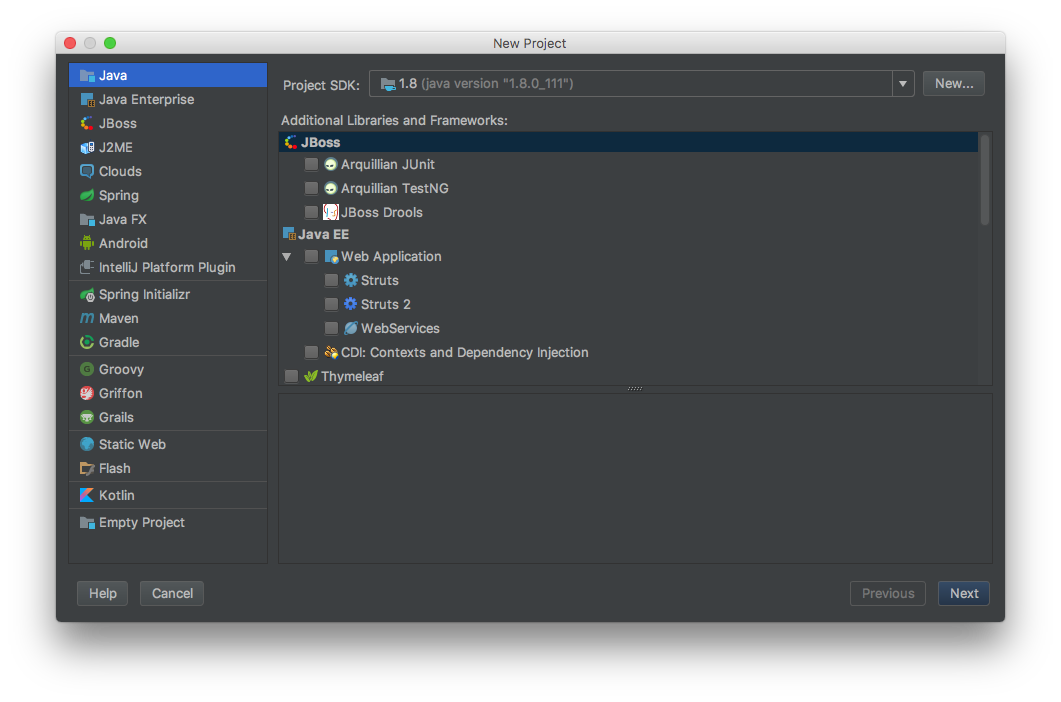 New Project
Java
Java Enterprise
JBoss
J2ME
Clouds
Spring
Java FX
Android
IntelliJ Platform Plugin
Spring Initializr
Maven
Gradle
Groovy
Griffon
Grails
Static Web
Flash
Kotlin
Empty Project
Project SDK: 1.8 (java version "1.8.0_111") New...
Additional Libraries and Frameworks:
JBoss
Arquillian JUnit
Arquillian TestNG
JBoss Drools
Java EE
Web Application
Struts
Struts 2
WebServices
CDI: Contexts and Dependency Injection
Thymeleaf
Help Cancel Previous Next